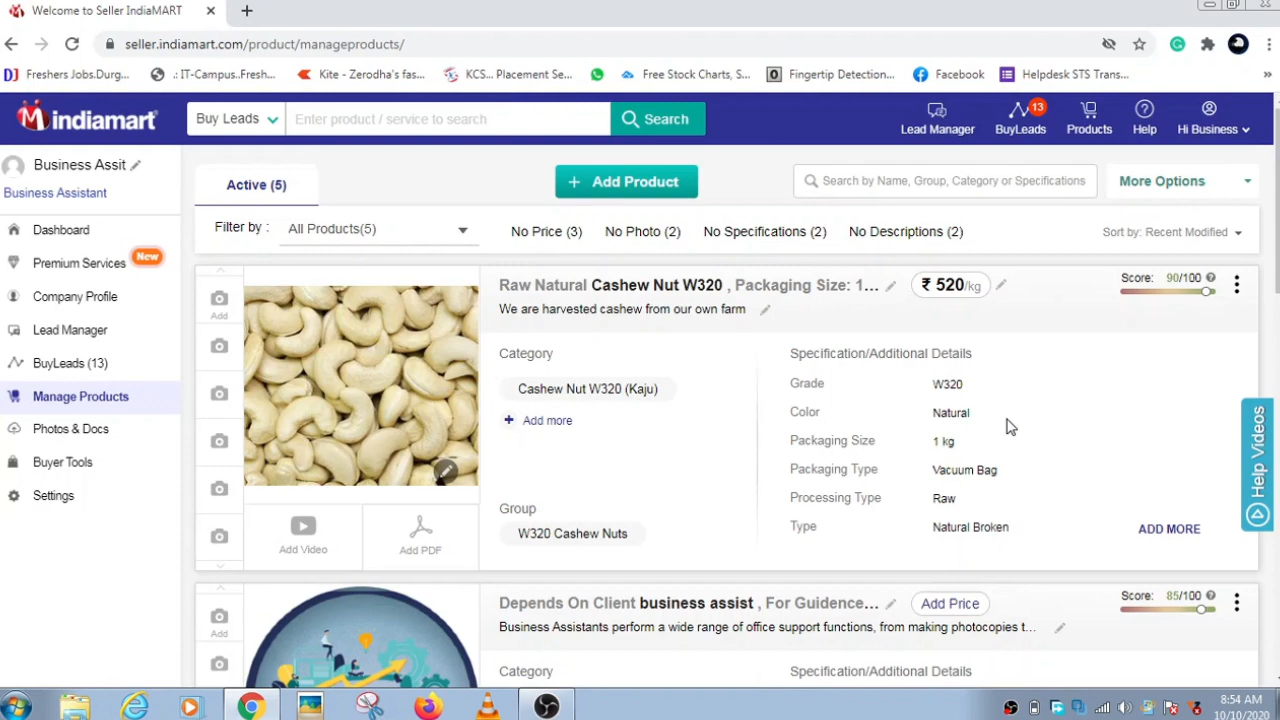 Welcome to Seller IndiaMART
seller.indiamart.com/product/manageproducts/
Freshers Jobs.Durg...
.: IT-Campus..Fresh...
Kite - Zerodha's fas...
KCS... Placement Se...
Free Stock Charts, S...
Fingertip Detection...
Facebook
Helpdesk STS Trans...
»
indiamart
Buy Leads
Enter product / service to search
Search
Lead Manager
13
BuyLeads
Products
Help
Hi Business
Business Assit
Business Assistant
Dashboard
Premium Services
New
Company Profile
Lead Manager
BuyLeads (13)
Manage Products
Photos & Docs
Buyer Tools
Settings
Active (5)
+ Add Product
Search by Name, Group, Category or Specifications
More Options
Filter by :
All Products(5)
No Price (3)
No Photo (2)
No Specifications (2)
No Descriptions (2)
Sort by: Recent Modified
Add
Raw Natural Cashew Nut W320 , Packaging Size: 1...
₹ 520/kg
Score: 90/100
We are harvested cashew from our own farm
Category
Cashew Nut W320 (Kaju)
+ Add more
Group
W320 Cashew Nuts
Add Video
Add PDF
Specification/Additional Details
Grade W320
Color Natural
Packaging Size 1 kg
Packaging Type Vacuum Bag
Processing Type Raw
Type Natural Broken
ADD MORE
Help Videos
Add
Depends On Client business assist , For Guidence...
Add Price
Score: 85/100
Business Assistants perform a wide range of office support functions, from making photocopies t...
Category
Specification/Additional Details
8:54 AM
10/10/2020